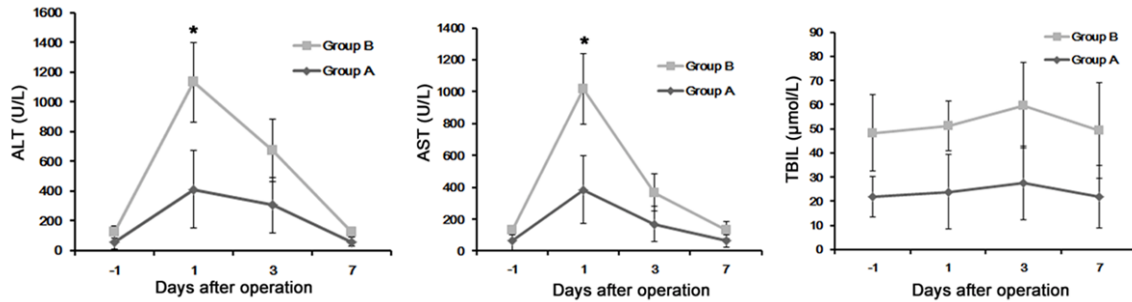 1600
1400
1200
1000
800
600
400
200
0
ALT (U/L)
*
Group B
Group A
-1 1 3 7
Days after operation
1400
1200
1000
800
600
400
200
0
AST (U/L)
*
Group B
Group A
-1 1 3 7
Days after operation
90
80
70
60
50
40
30
20
10
0
TBIL (μmol/L)
Group B
Group A
-1 1 3 7
Days after operation